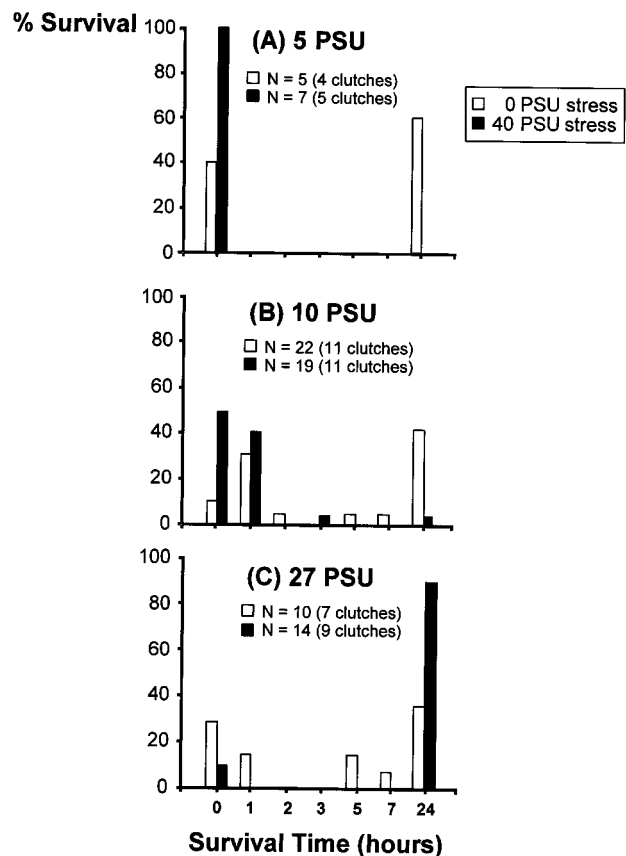 % Survival
(A) 5 PSU
N = 5 (4 clutches)
N = 7 (5 clutches)
0 PSU stress
40 PSU stress
100
80
60
40
20
0
(B) 10 PSU
N = 22 (11 clutches)
N = 19 (11 clutches)
100
80
60
40
20
0
(C) 27 PSU
N = 10 (7 clutches)
N = 14 (9 clutches)
100
80
60
40
20
0
0 1 2 3 5 7 24
Survival Time (hours)